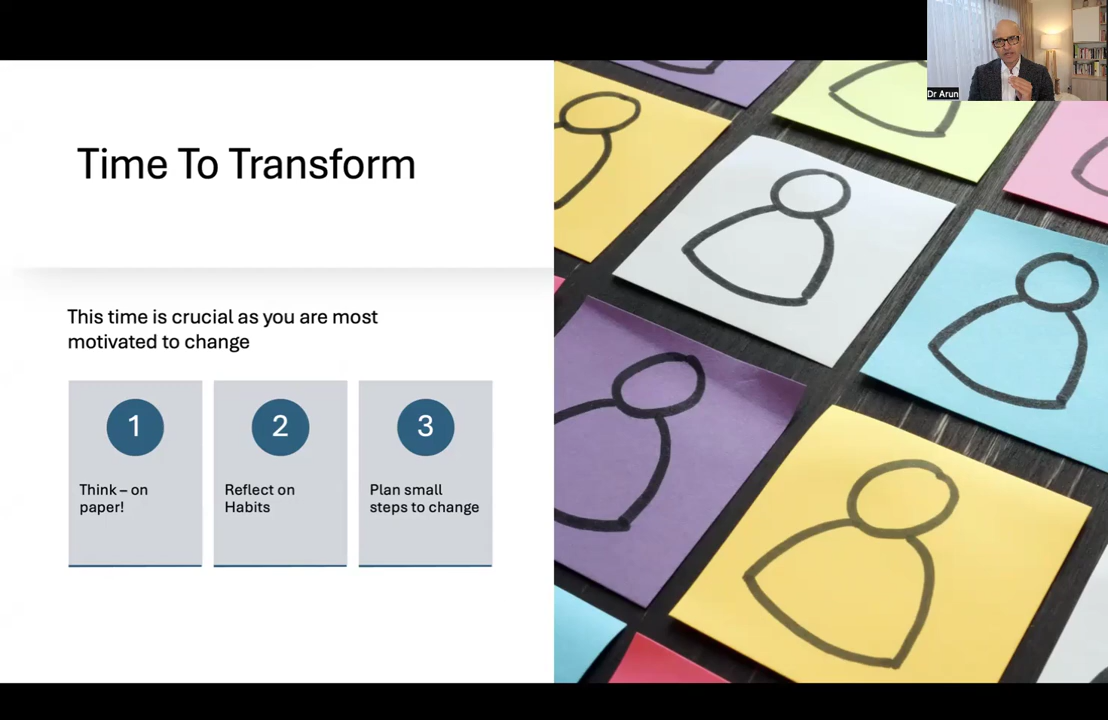 Dr Arun
Time To Transform
This time is crucial as you are most
motivated to change
1
Think – on
paper!
2
Reflect on
Habits
3
Plan small
steps to change